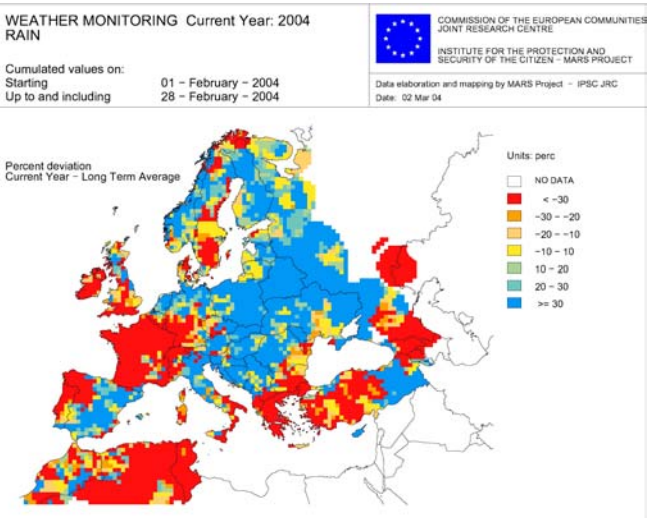 WEATHER MONITORING Current Year: 2004
RAIN
Cumulated values on:
Starting 01 - February - 2004
Up to and including 28 - February - 2004
COMMISSION OF THE EUROPEAN COMMUNITIES
JOINT RESEARCH CENTRE
INSTITUTE FOR THE PROTECTION AND
SECURITY OF THE CITIZEN - MARS PROJECT
Data elaboration and mapping by MARS Project - IPSC JRC
Date: 02 Mar 04
Percent deviation
Current Year - Long Term Average
Units: perc
NO DATA
< -30
-30 - -20
-20 - -10
-10 - 10
10 - 20
20 - 30
>= 30